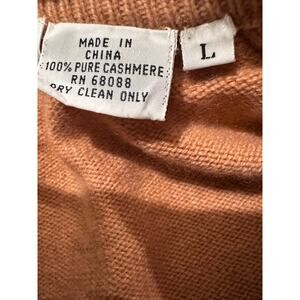 MADE IN
CHINA
100% PURE CASHMERE
RN 68088
DRY CLEAN ONLY
L